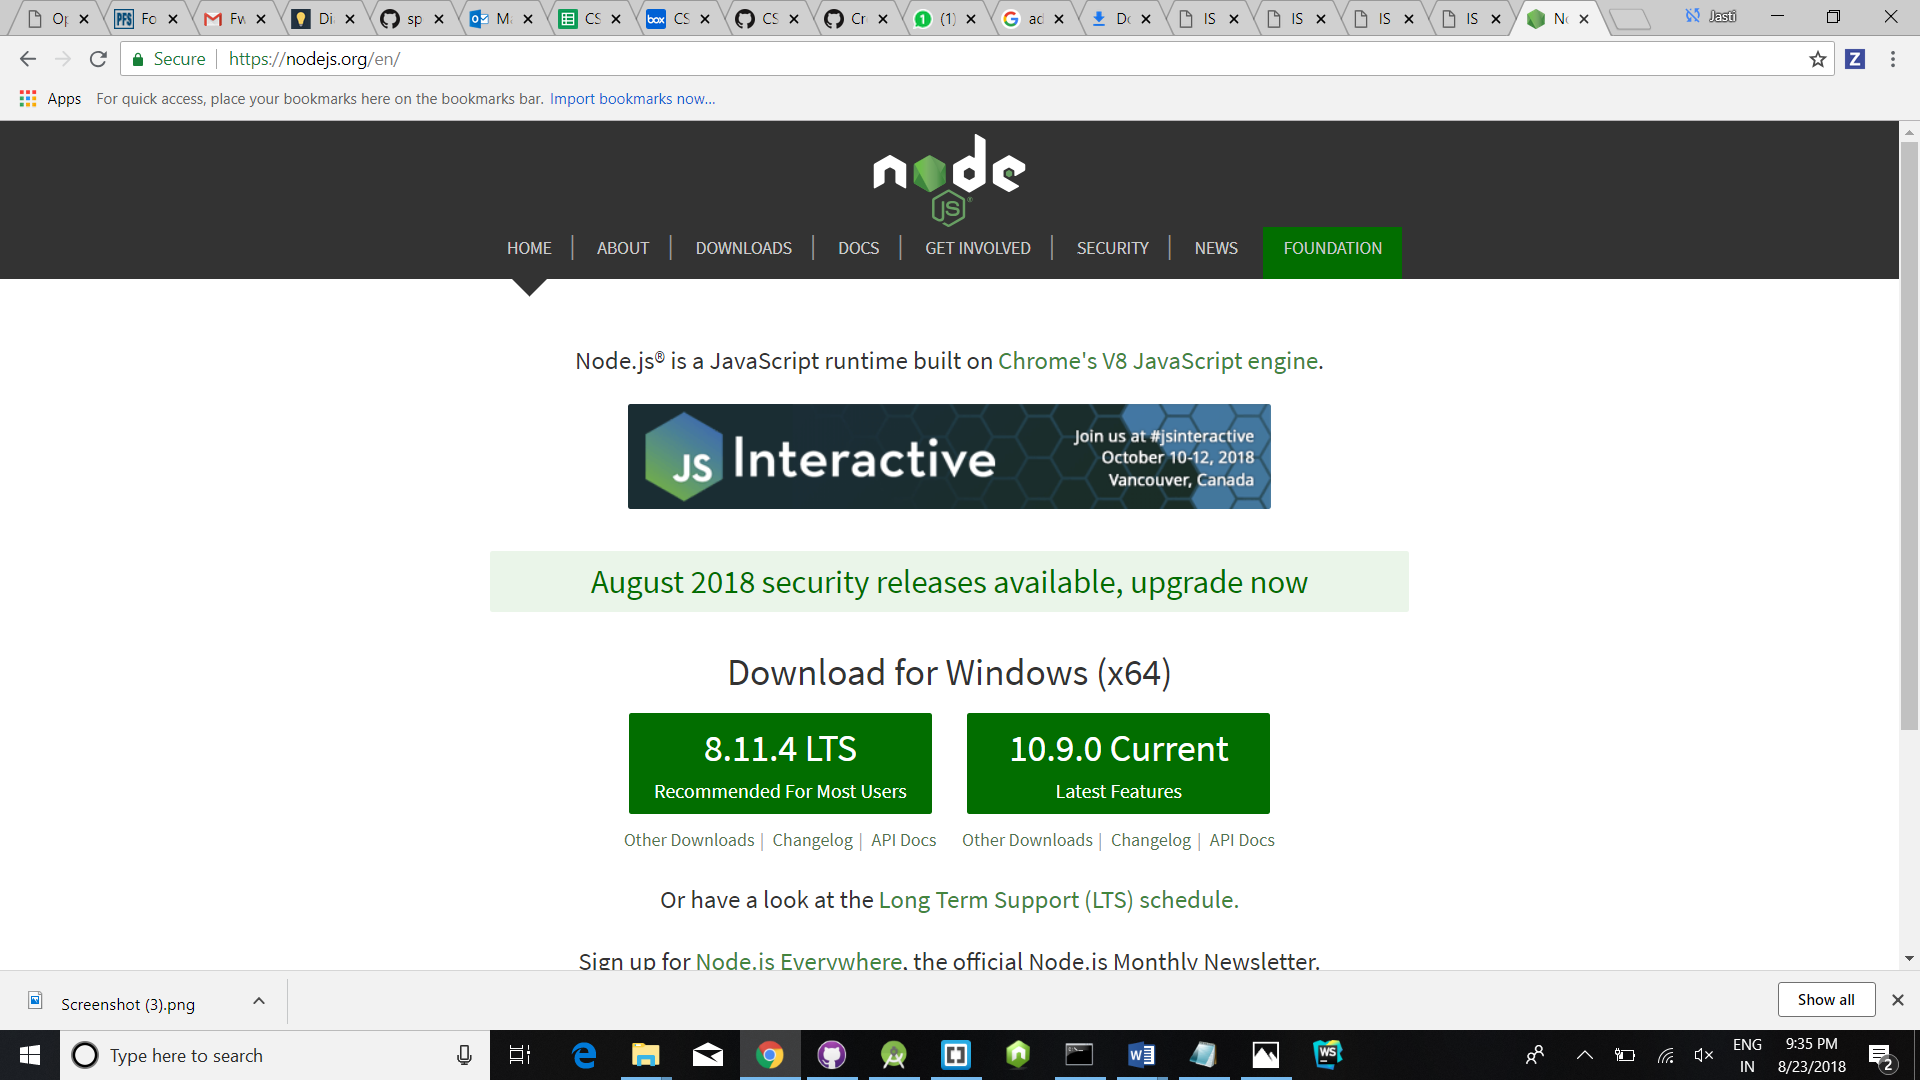 Op
Fo
Fw
Di
sp
Ma
CS
CS
CS
Cr
(1)
ad
Do
IS
IS
IS
IS
No
Jasti
Secure
https://nodejs.org/en/
Apps
For quick access, place your bookmarks here on the bookmarks bar. Import bookmarks now...
node
JS
HOME
ABOUT
DOWNLOADS
DOCS
GET INVOLVED
SECURITY
NEWS
FOUNDATION
Node.js® is a JavaScript runtime built on Chrome's V8 JavaScript engine.
JS Interactive
Join us at #jsinteractive
October 10-12, 2018
Vancouver, Canada
August 2018 security releases available, upgrade now
Download for Windows (x64)
8.11.4 LTS
Recommended For Most Users
10.9.0 Current
Latest Features
Other Downloads | Changelog | API Docs
Other Downloads | Changelog | API Docs
Or have a look at the Long Term Support (LTS) schedule.
Sign up for Node.js Everywhere, the official Node.js Monthly Newsletter.
Screenshot (3).png
Show all
Type here to search
ENG
IN
9:35 PM
8/23/2018
2